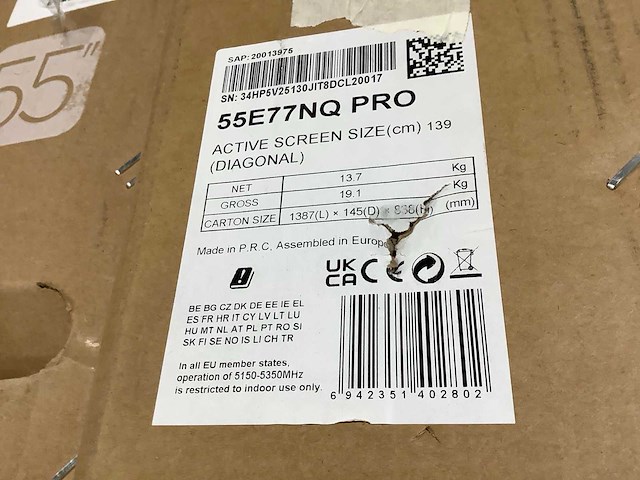 55"
SAP: 20013975
SN: 34HP5V25130JIT8DCL20017
55E77NQ PRO
ACTIVE SCREEN SIZE(cm) 139
(DIAGONAL)
NET 13.7 Kg
GROSS 19.1 Kg
CARTON SIZE 1387(L) × 145(D) × (mm)
Made in P.R.C, Assembled in Europe
UK
CA CE
BE BG CZ DK DE EE IE EL
ES FR HR IT CY LV LT LU
HU MT NL AT PL PT RO SI
SK FI SE NO IS LI CH TR
In all EU member states,
operation of 5150-5350MHz
is restricted to indoor use only.
6 942351 402802